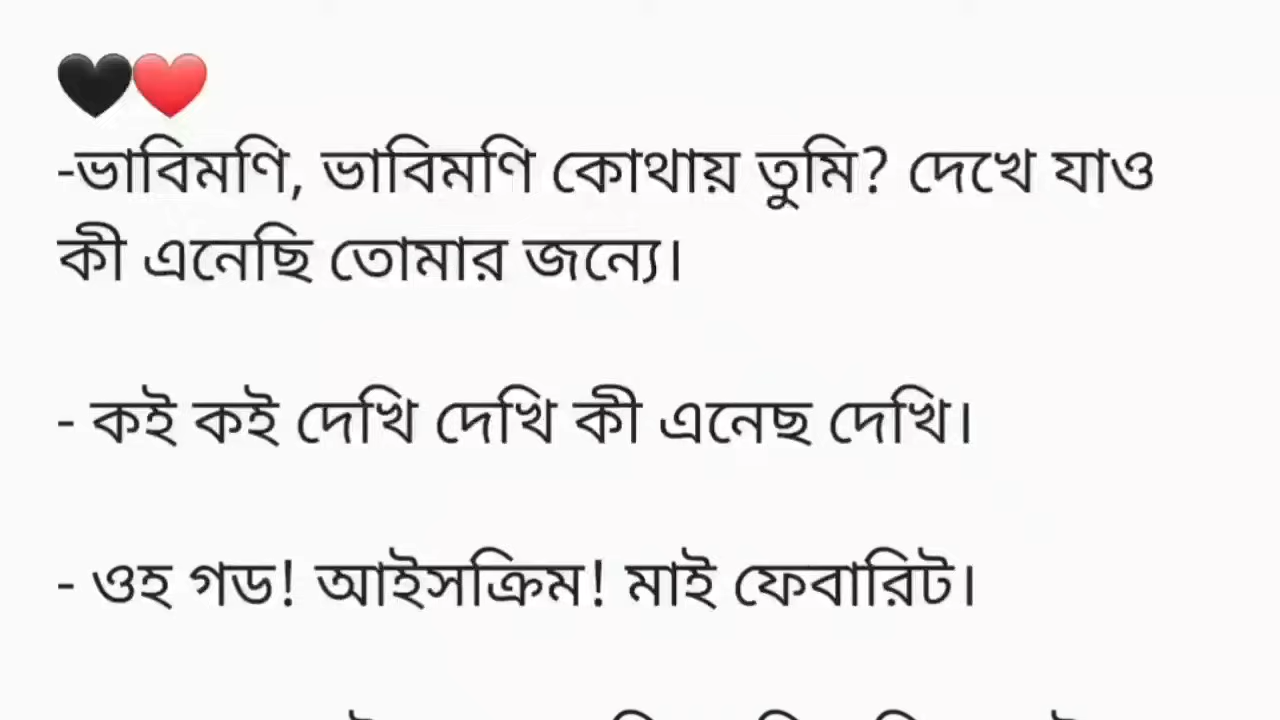 🖤❤️
-ভাবিমণি, ভাবিমণি কোথায় তুমি? দেখে যাও
কী এনেছি তোমার জন্যে।
- কই কই দেখি দেখি কী এনেছ দেখি।
- ওহ গড! আইসক্রিম! মাই ফেবারিট।